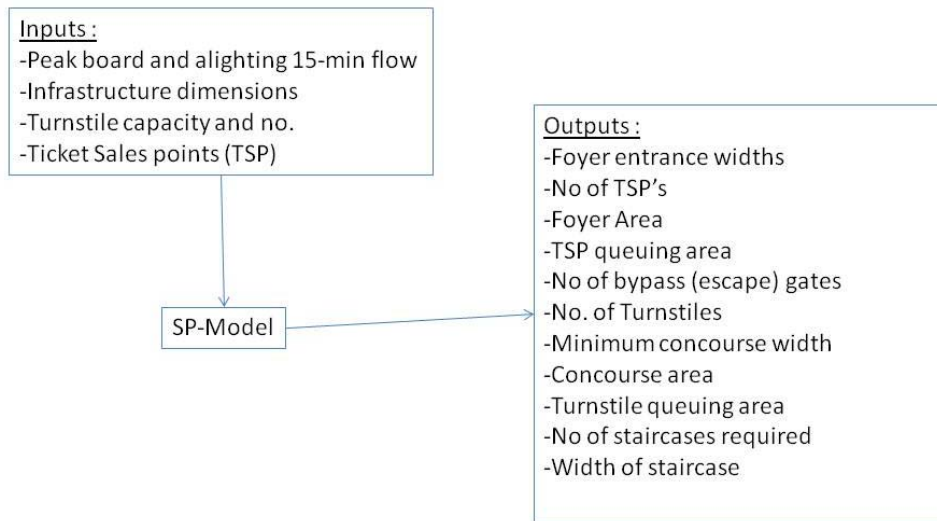 Inputs :
-Peak board and alighting 15-min flow
-Infrastructure dimensions
-Turnstile capacity and no.
-Ticket Sales points (TSP)
SP-Model
Outputs :
-Foyer entrance widths
-No of TSP's
-Foyer Area
-TSP queuing area
-No of bypass (escape) gates
-No. of Turnstiles
-Minimum concourse width
-Concourse area
-Turnstile queuing area
-No of staircases required
-Width of staircase